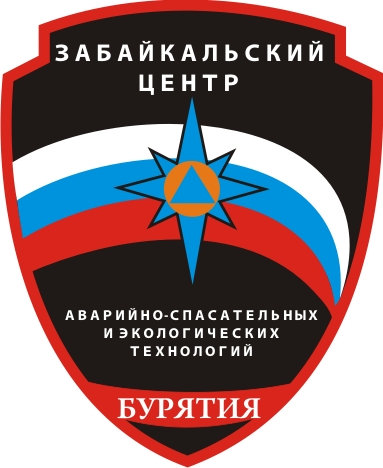 ЗАБАЙКАЛЬСКИЙ
ЦЕНТР
АВАРИЙНО-СПАСАТЕЛЬНЫХ
И ЭКОЛОГИЧЕСКИХ
ТЕХНОЛОГИЙ
БУРЯТИЯ